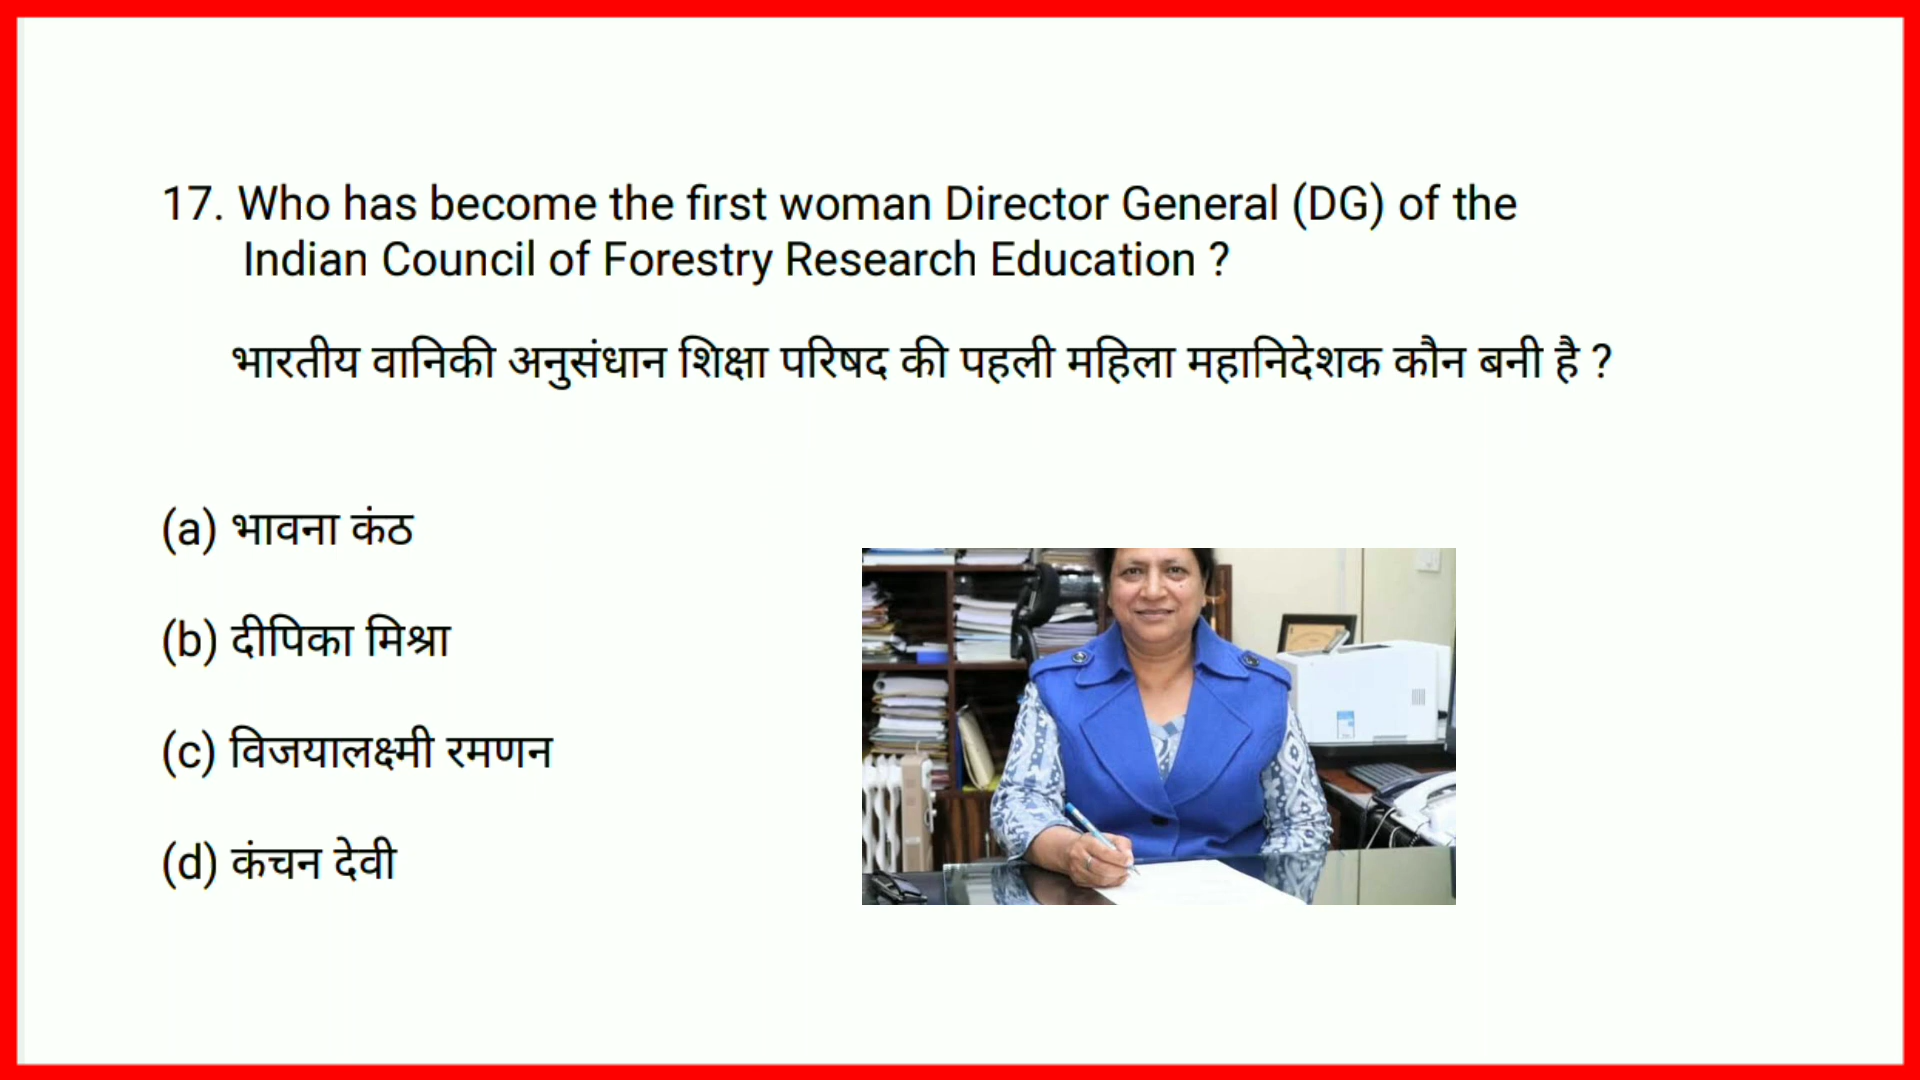 17. Who has become the first woman Director General (DG) of the
Indian Council of Forestry Research Education ?
भारतीय वानिकी अनुसंधान शिक्षा परिषद की पहली महिला महानिदेशक कौन बनी है ?
(a) भावना कंठ
(b) दीपिका मिश्रा
(c) विजयालक्ष्मी रमणन
(d) कंचन देवी